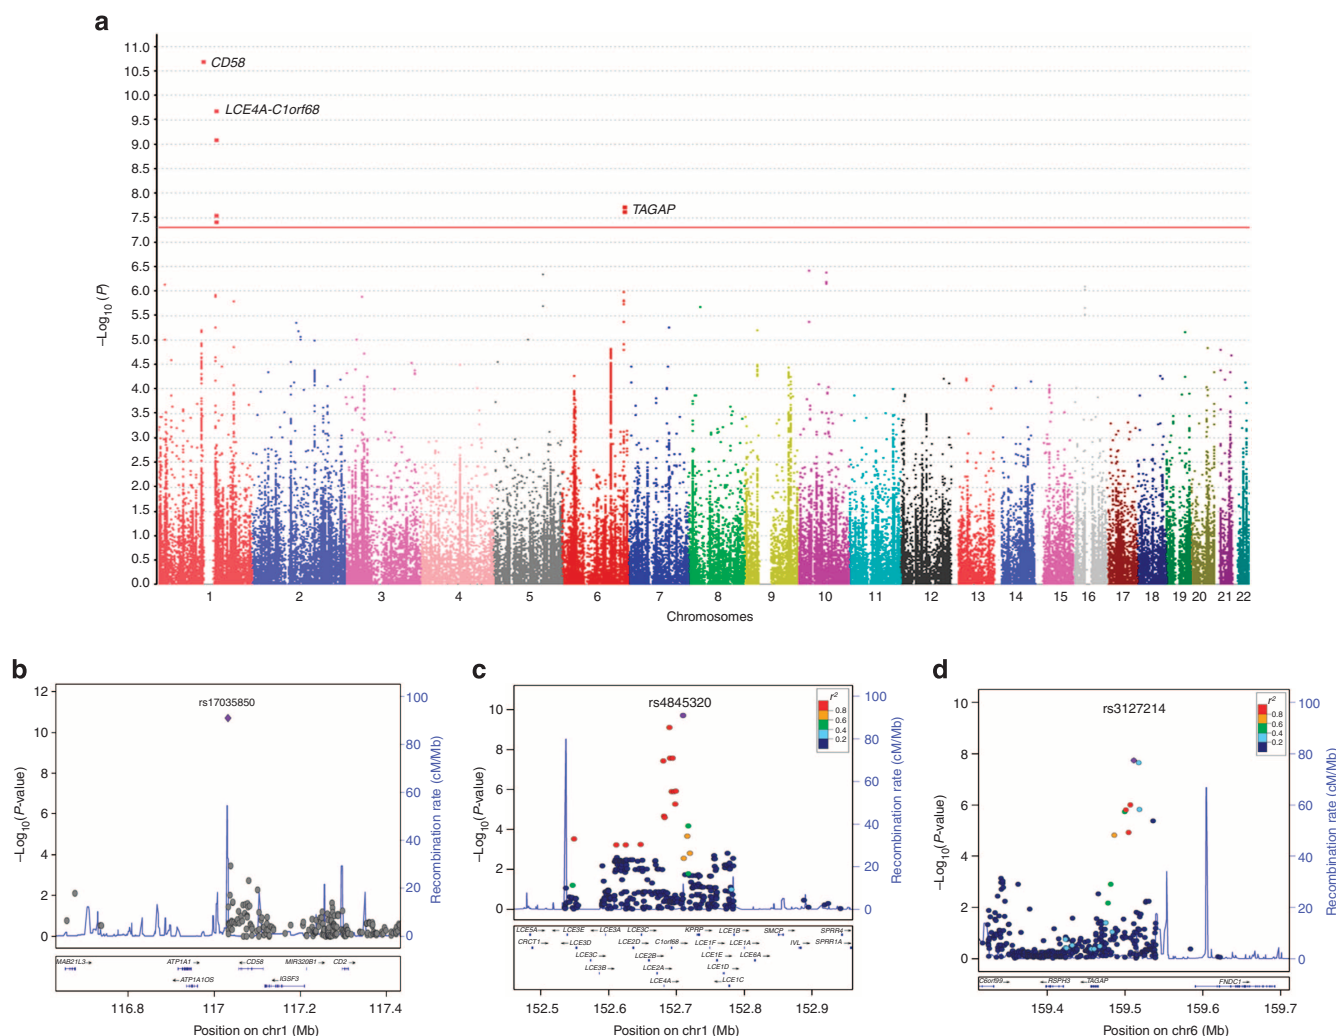 a
11.0
10.5
10.0
9.5
9.0
8.5
8.0
7.5
7.0
6.5
6.0
5.5
5.0
4.5
4.0
3.5
3.0
2.5
2.0
1.5
1.0
0.5
0.0
–Log10 (P)
CD58
LCE4A-C1orf68
TAGAP
1 2 3 4 5 6 7 8 9 10 11 12 13 14 15 16 17 18 19 20 21 22
Chromosomes
b
rs17035850
12
10
8
6
4
2
0
–Log10(P-value)
100
80
60
40
20
0
Recombination rate (cM/Mb)
MAB21L3→ ATP1A1→ ←CD58 MIR320B1→ CD2→
←ATP1A1OS ←IGSF3
116.8 117 117.2 117.4
Position on chr1 (Mb)
c
rs4845320
r2
0.8
0.6
0.4
0.2
10
8
6
4
2
0
–Log10(P-value)
100
80
60
40
20
0
Recombination rate (cM/Mb)
LCE5A→ ←LCE3E ←LCE3A LCE3C→ KPRP→ LCE1B→ SMCP→ SPRR4→
CRCT1→ ←LCE3D LCE2D→ C1orf68→ ←LCE1F LCE1A→ IVL→ SPRR1A→
LCE3C→ LCE2B→ ←LCE1E LCE6A→
←LCE3B LCE2A→ ←LCE1D
LCE4A→ ←LCE1C
152.5 152.6 152.7 152.8 152.9
Position on chr1 (Mb)
d
rs3127214
r2
0.8
0.6
0.4
0.2
10
8
6
4
2
0
–Log10(P-value)
100
80
60
40
20
0
Recombination rate (cM/Mb)
C6orf99→ ←RSPH3 ←TAGAP FNDC1→
159.4 159.5 159.6 159.7
Position on chr6 (Mb)